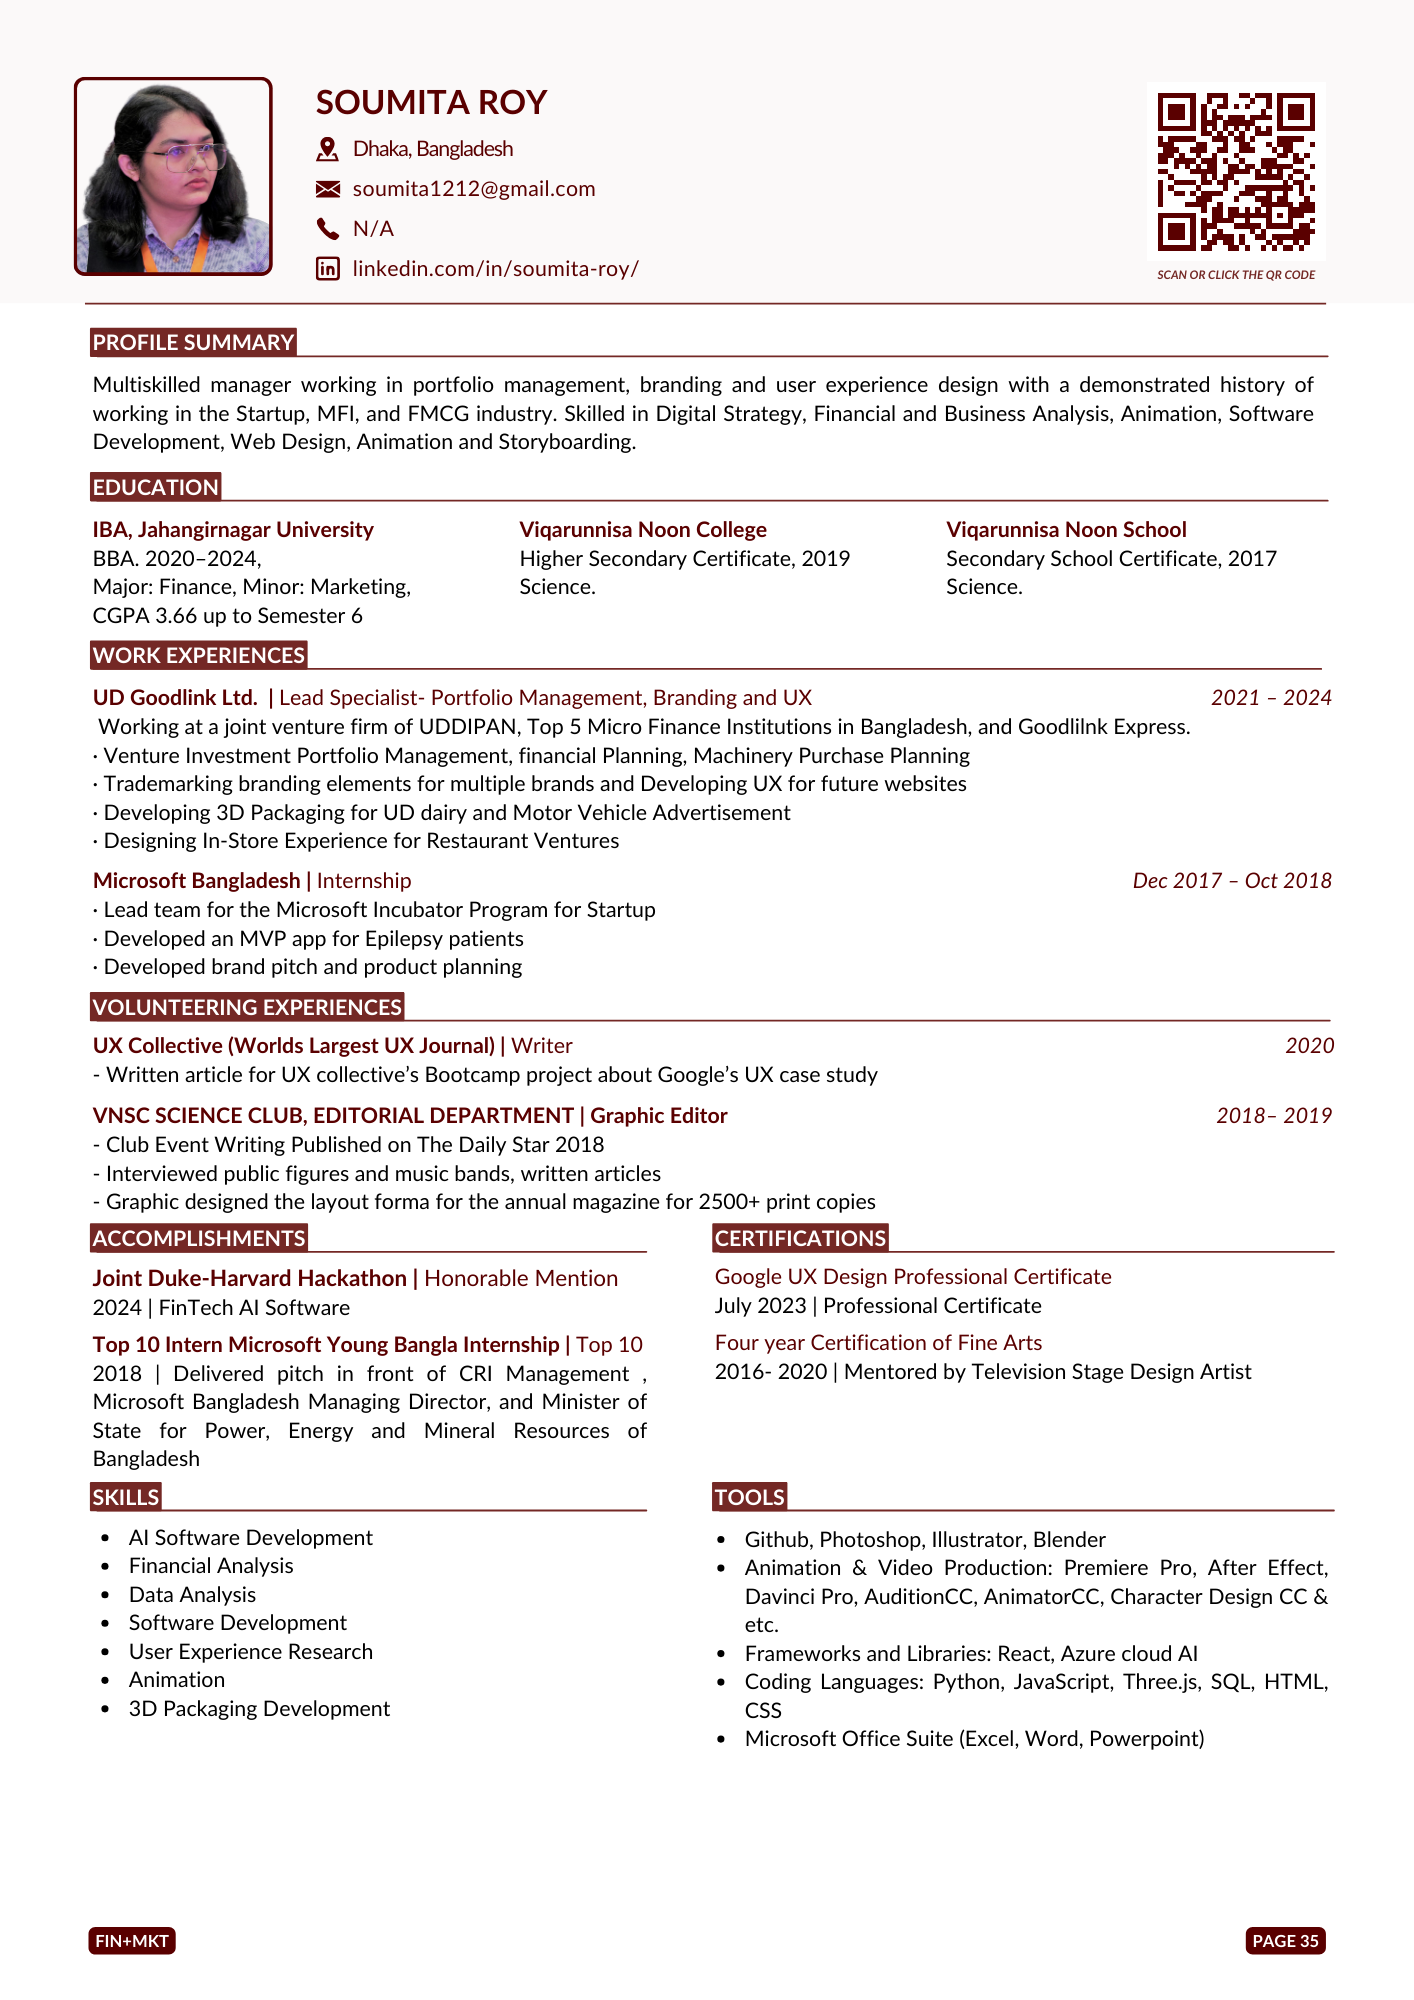 SOUMITA ROY
Dhaka, Bangladesh
soumita1212@gmail.com
N/A
linkedin.com/in/soumita-roy/
SCAN OR CLICK THE QR CODE
PROFILE SUMMARY
Multiskilled manager working in portfolio management, branding and user experience design with a demonstrated history of
working in the Startup, MFI, and FMCG industry. Skilled in Digital Strategy, Financial and Business Analysis, Animation, Software
Development, Web Design, Animation and Storyboarding.
EDUCATION
IBA, Jahangirnagar University
BBA. 2020–2024,
Major: Finance, Minor: Marketing,
CGPA 3.66 up to Semester 6
Viqarunnisa Noon College
Higher Secondary Certificate, 2019
Science.
Viqarunnisa Noon School
Secondary School Certificate, 2017
Science.
WORK EXPERIENCES
UD Goodlink Ltd. | Lead Specialist- Portfolio Management, Branding and UX 2021 – 2024
Working at a joint venture firm of UDDIPAN, Top 5 Micro Finance Institutions in Bangladesh, and Goodlilnk Express.
· Venture Investment Portfolio Management, financial Planning, Machinery Purchase Planning
· Trademarking branding elements for multiple brands and Developing UX for future websites
· Developing 3D Packaging for UD dairy and Motor Vehicle Advertisement
· Designing In-Store Experience for Restaurant Ventures
Microsoft Bangladesh | Internship Dec 2017 – Oct 2018
· Lead team for the Microsoft Incubator Program for Startup
· Developed an MVP app for Epilepsy patients
· Developed brand pitch and product planning
VOLUNTEERING EXPERIENCES
UX Collective (Worlds Largest UX Journal) | Writer 2020
- Written article for UX collective’s Bootcamp project about Google’s UX case study
VNSC SCIENCE CLUB, EDITORIAL DEPARTMENT | Graphic Editor 2018– 2019
- Club Event Writing Published on The Daily Star 2018
- Interviewed public figures and music bands, written articles
- Graphic designed the layout forma for the annual magazine for 2500+ print copies
ACCOMPLISHMENTS
Joint Duke-Harvard Hackathon | Honorable Mention
2024 | FinTech AI Software
Top 10 Intern Microsoft Young Bangla Internship | Top 10
2018 | Delivered pitch in front of CRI Management ,
Microsoft Bangladesh Managing Director, and Minister of
State for Power, Energy and Mineral Resources of
Bangladesh
CERTIFICATIONS
Google UX Design Professional Certificate
July 2023 | Professional Certificate
Four year Certification of Fine Arts
2016- 2020 | Mentored by Television Stage Design Artist
SKILLS
• AI Software Development
• Financial Analysis
• Data Analysis
• Software Development
• User Experience Research
• Animation
• 3D Packaging Development
TOOLS
• Github, Photoshop, Illustrator, Blender
• Animation & Video Production: Premiere Pro, After Effect,
Davinci Pro, AuditionCC, AnimatorCC, Character Design CC &
etc.
• Frameworks and Libraries: React, Azure cloud AI
• Coding Languages: Python, JavaScript, Three.js, SQL, HTML,
CSS
• Microsoft Office Suite (Excel, Word, Powerpoint)
FIN+MKT
PAGE 35